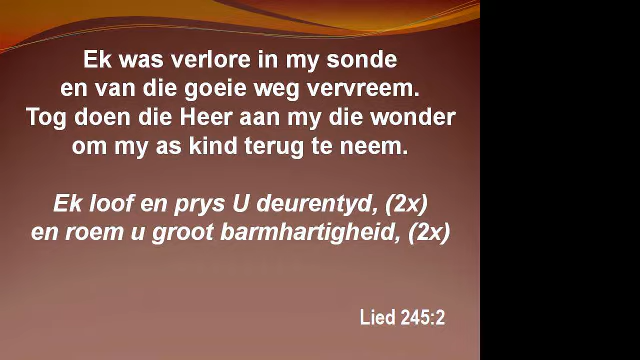 Ek was verlore in my sonde
en van die goeie weg vervreem.
Tog doen die Heer aan my die wonder
om my as kind terug te neem.
Ek loof en prys U deurentyd, (2x)
en roem u groot barmhartigheid, (2x)
Lied 245:2